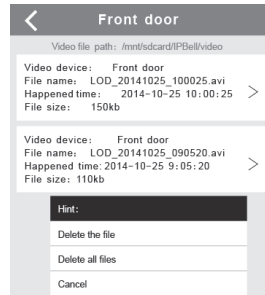 Front door
Video file path: /mnt/sdcard/IPBell/video
Video device: Front door
File name: LOD_20141025_100025.avi
Happened time: 2014-10-25 10:00:25
File size: 150kb
Video device: Front door
File name: LOD_20141025_090520.avi
Happened time: 2014-10-25 9:05:20
File size: 110kb
Hint:
Delete the file
Delete all files
Cancel